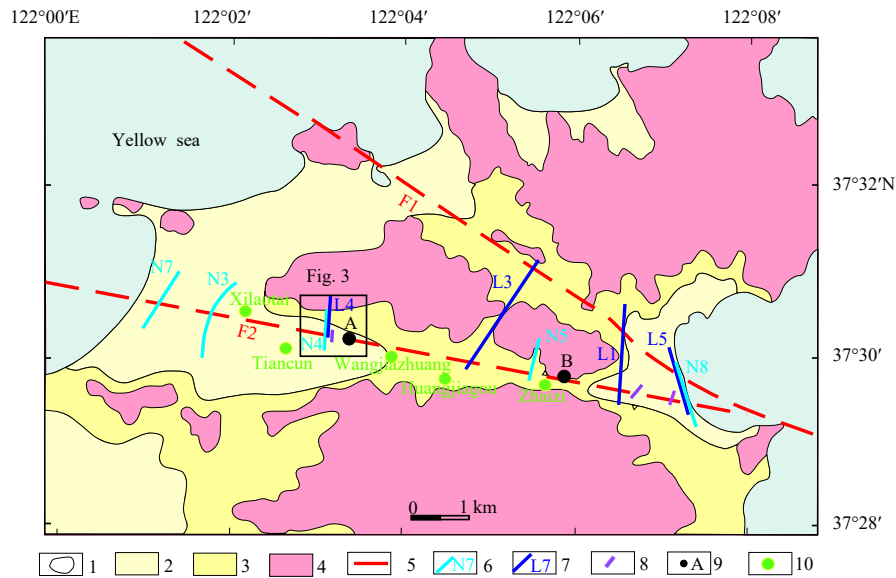 122°00′E 122°02′ 122°04′ 122°06′ 122°08′
Yellow sea
37°32′N
F1
N7
N3
Fig. 3
L3
Xilaotai
L4
F2
A
N4
N5
L1
L5
Tiancun
Wangjiazhuang
B
N8
37°30′
Huangjiagou
Zhaizi
0 1 km
37°28′
1 2 3 4 5 N7 6 L7 7 8 A 9 10